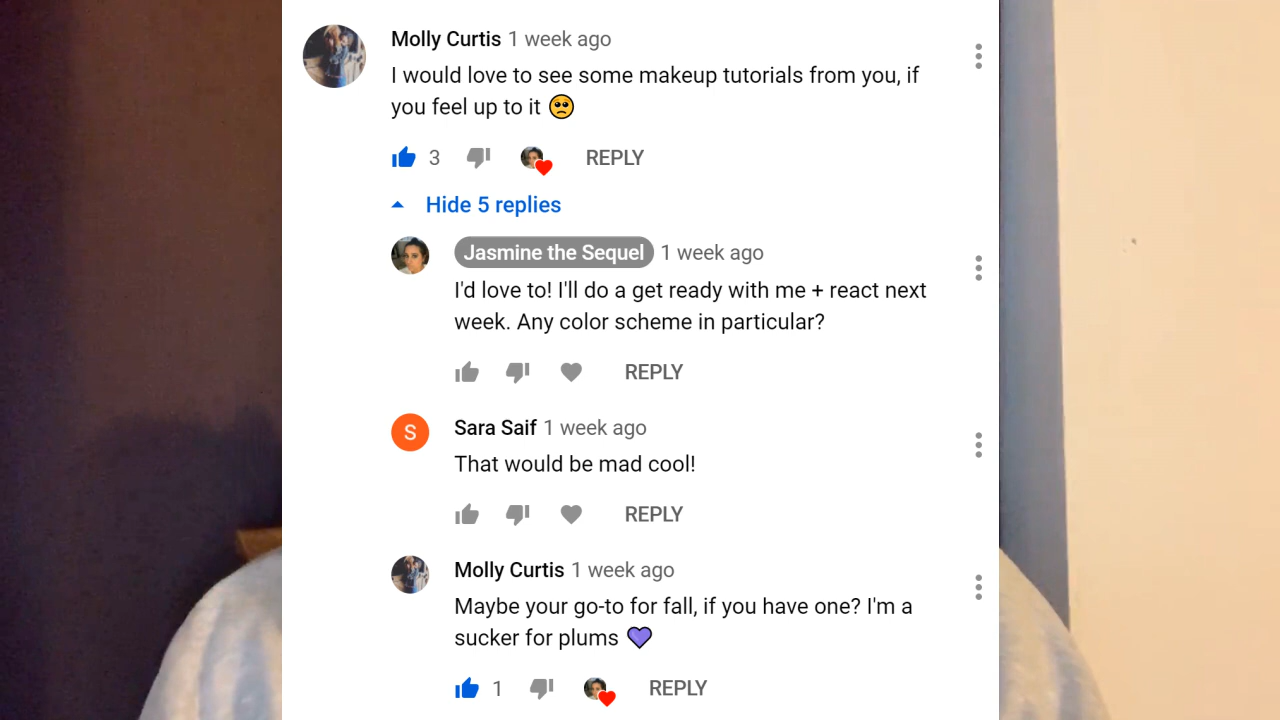 Molly Curtis 1 week ago
I would love to see some makeup tutorials from you, if
you feel up to it 🥺
3 REPLY
Hide 5 replies
Jasmine the Sequel 1 week ago
I'd love to! I'll do a get ready with me + react next
week. Any color scheme in particular?
REPLY
S
Sara Saif 1 week ago
That would be mad cool!
REPLY
Molly Curtis 1 week ago
Maybe your go-to for fall, if you have one? I'm a
sucker for plums 💜
1 REPLY